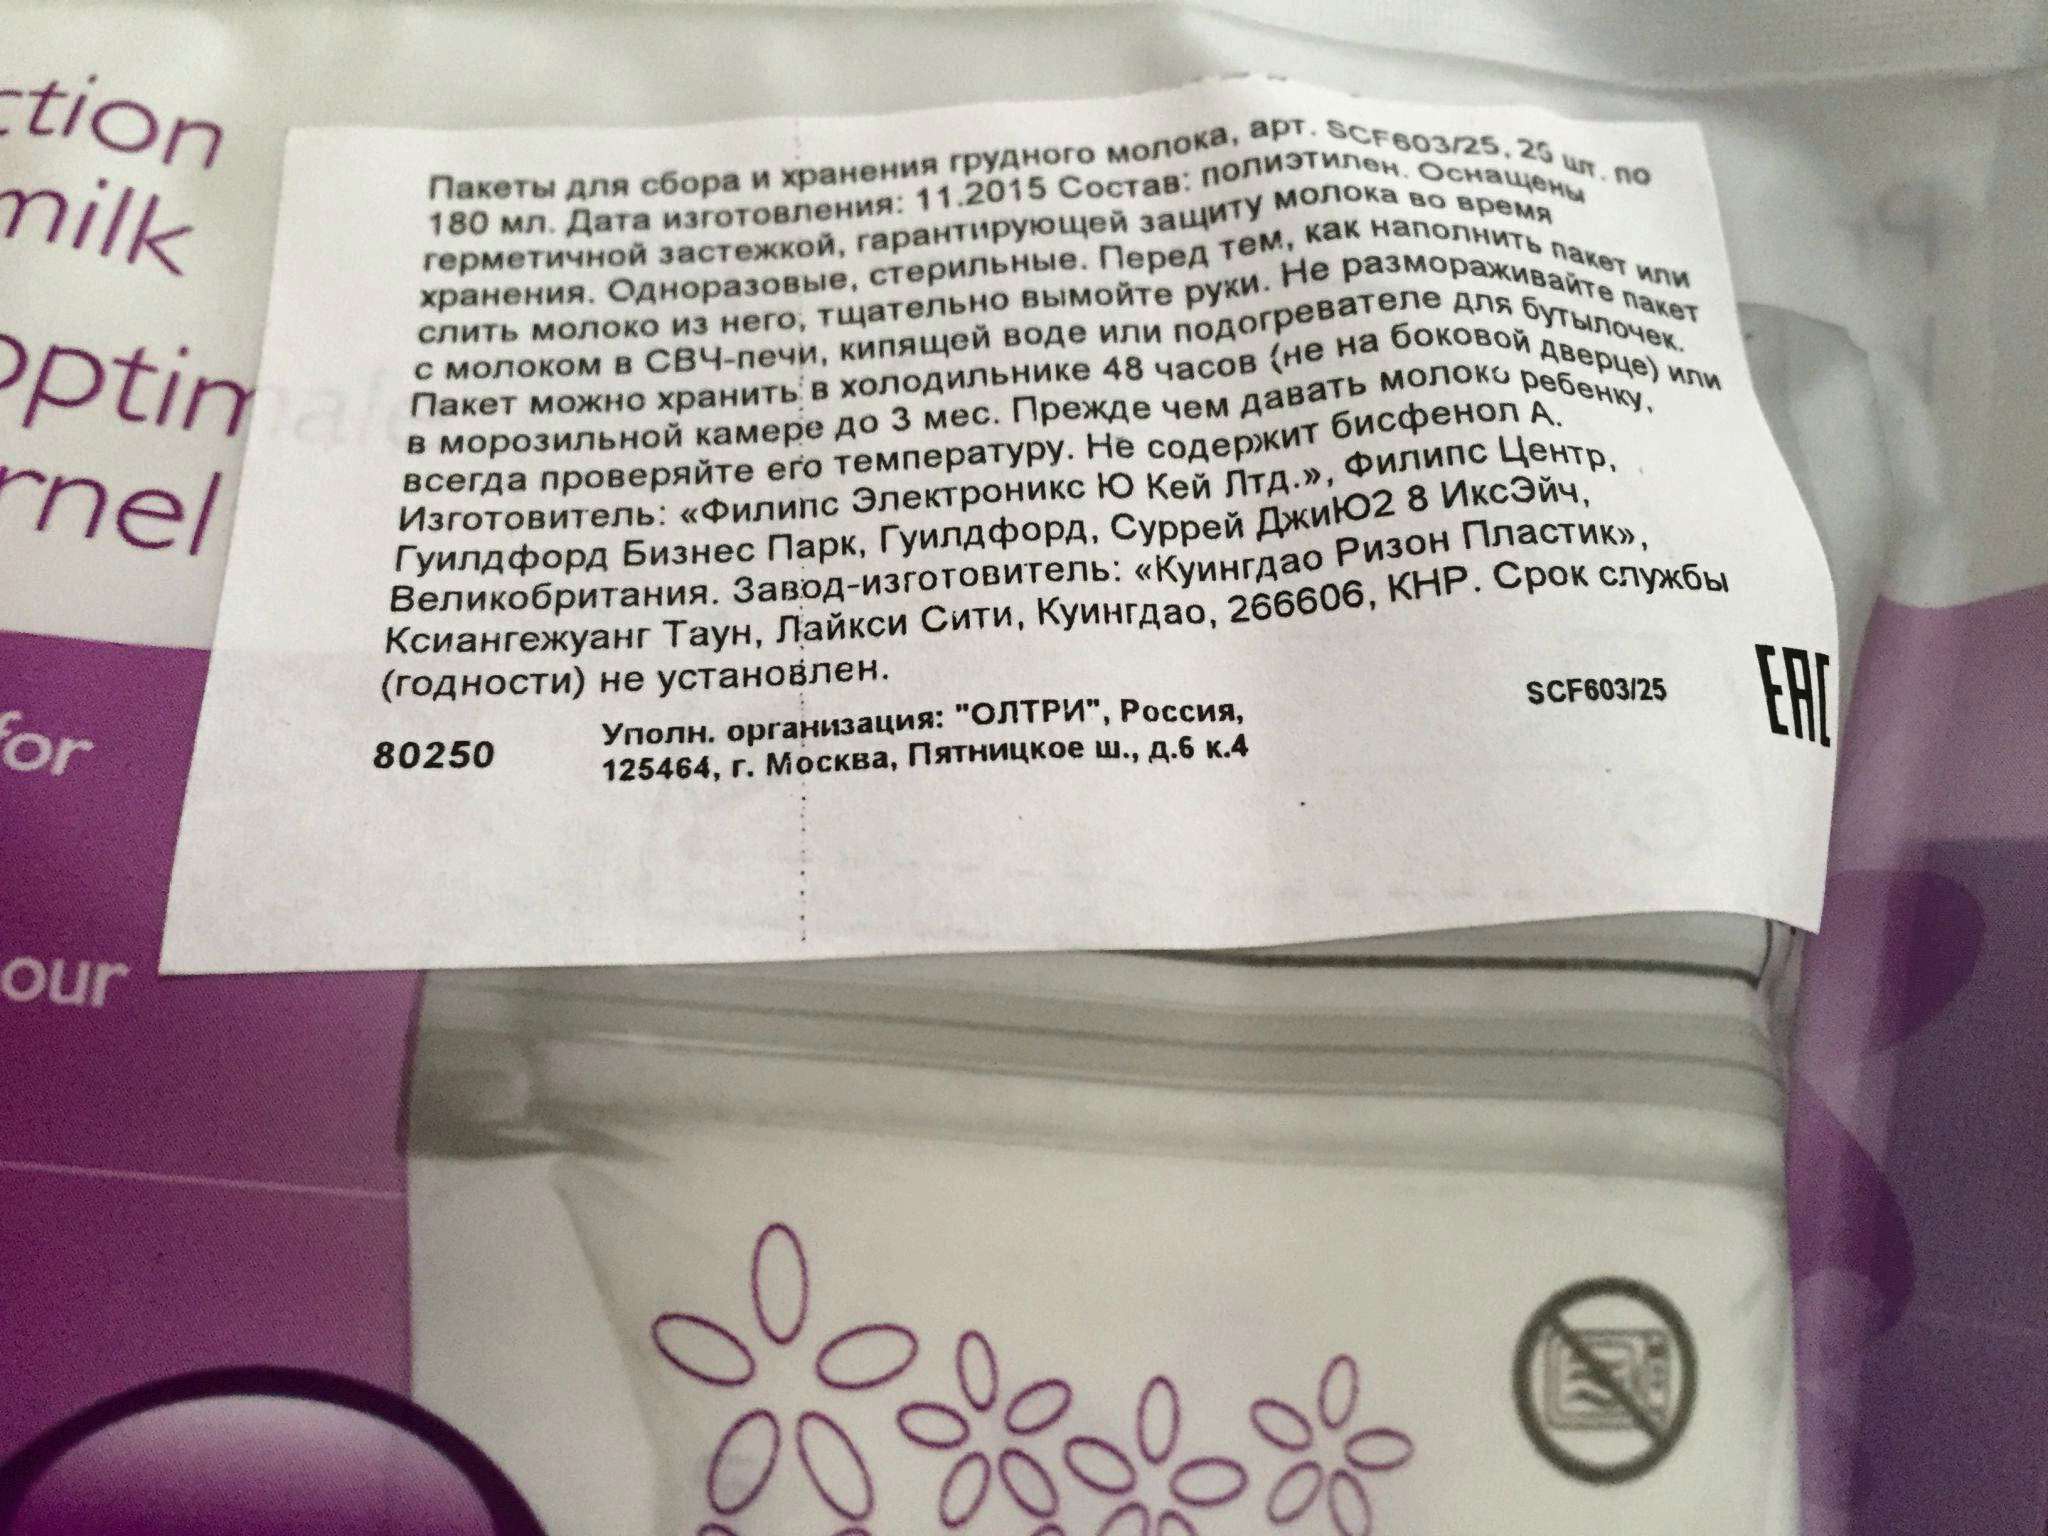 ction
milk
optimale
rnel
for
our
Пакеты для сбора и хранения грудного молока, арт. SCF603/25, 25 шт. по
180 мл. Дата изготовления: 11.2015 Состав: полиэтилен. Оснащены
герметичной застежкой, гарантирующей защиту молока во время
хранения. Одноразовые, стерильные. Перед тем, как наполнить пакет или
слить молоко из него, тщательно вымойте руки. Не размораживайте пакет
с молоком в СВЧ-печи, кипящей воде или подогревателе для бутылочек.
Пакет можно хранить в холодильнике 48 часов (не на боковой дверце) или
в морозильной камере до 3 мес. Прежде чем давать молоко ребенку,
всегда проверяйте его температуру. Не содержит бисфенол А.
Изготовитель: «Филипс Электроникс Ю Кей Лтд.», Филипс Центр,
Гуилдфорд Бизнес Парк, Гуилдфорд, Суррей ДжиЮ2 8 ИксЭйч,
Великобритания. Завод-изготовитель: «Куингдао Ризон Пластик»,
Ксиангежуанг Таун, Лайкси Сити, Куингдао, 266606, КНР. Срок службы
(годности) не установлен.
SCF603/25
EAC
80250
Уполн. организация: "ОЛТРИ", Россия,
125464, г. Москва, Пятницкое ш., д.6 к.4